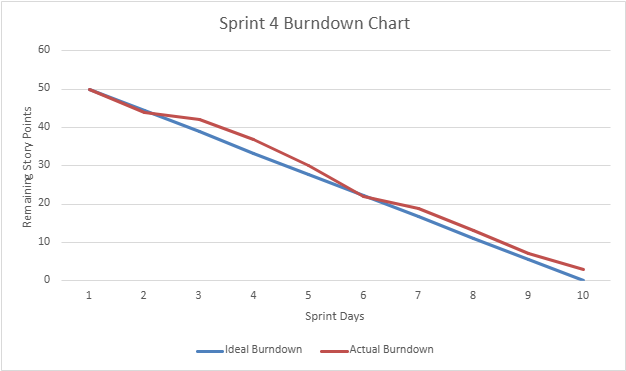 Sprint 4 Burndown Chart
60
50
40
30
20
10
0
Remaining Story Points
1 2 3 4 5 6 7 8 9 10
Sprint Days
Ideal Burndown Actual Burndown